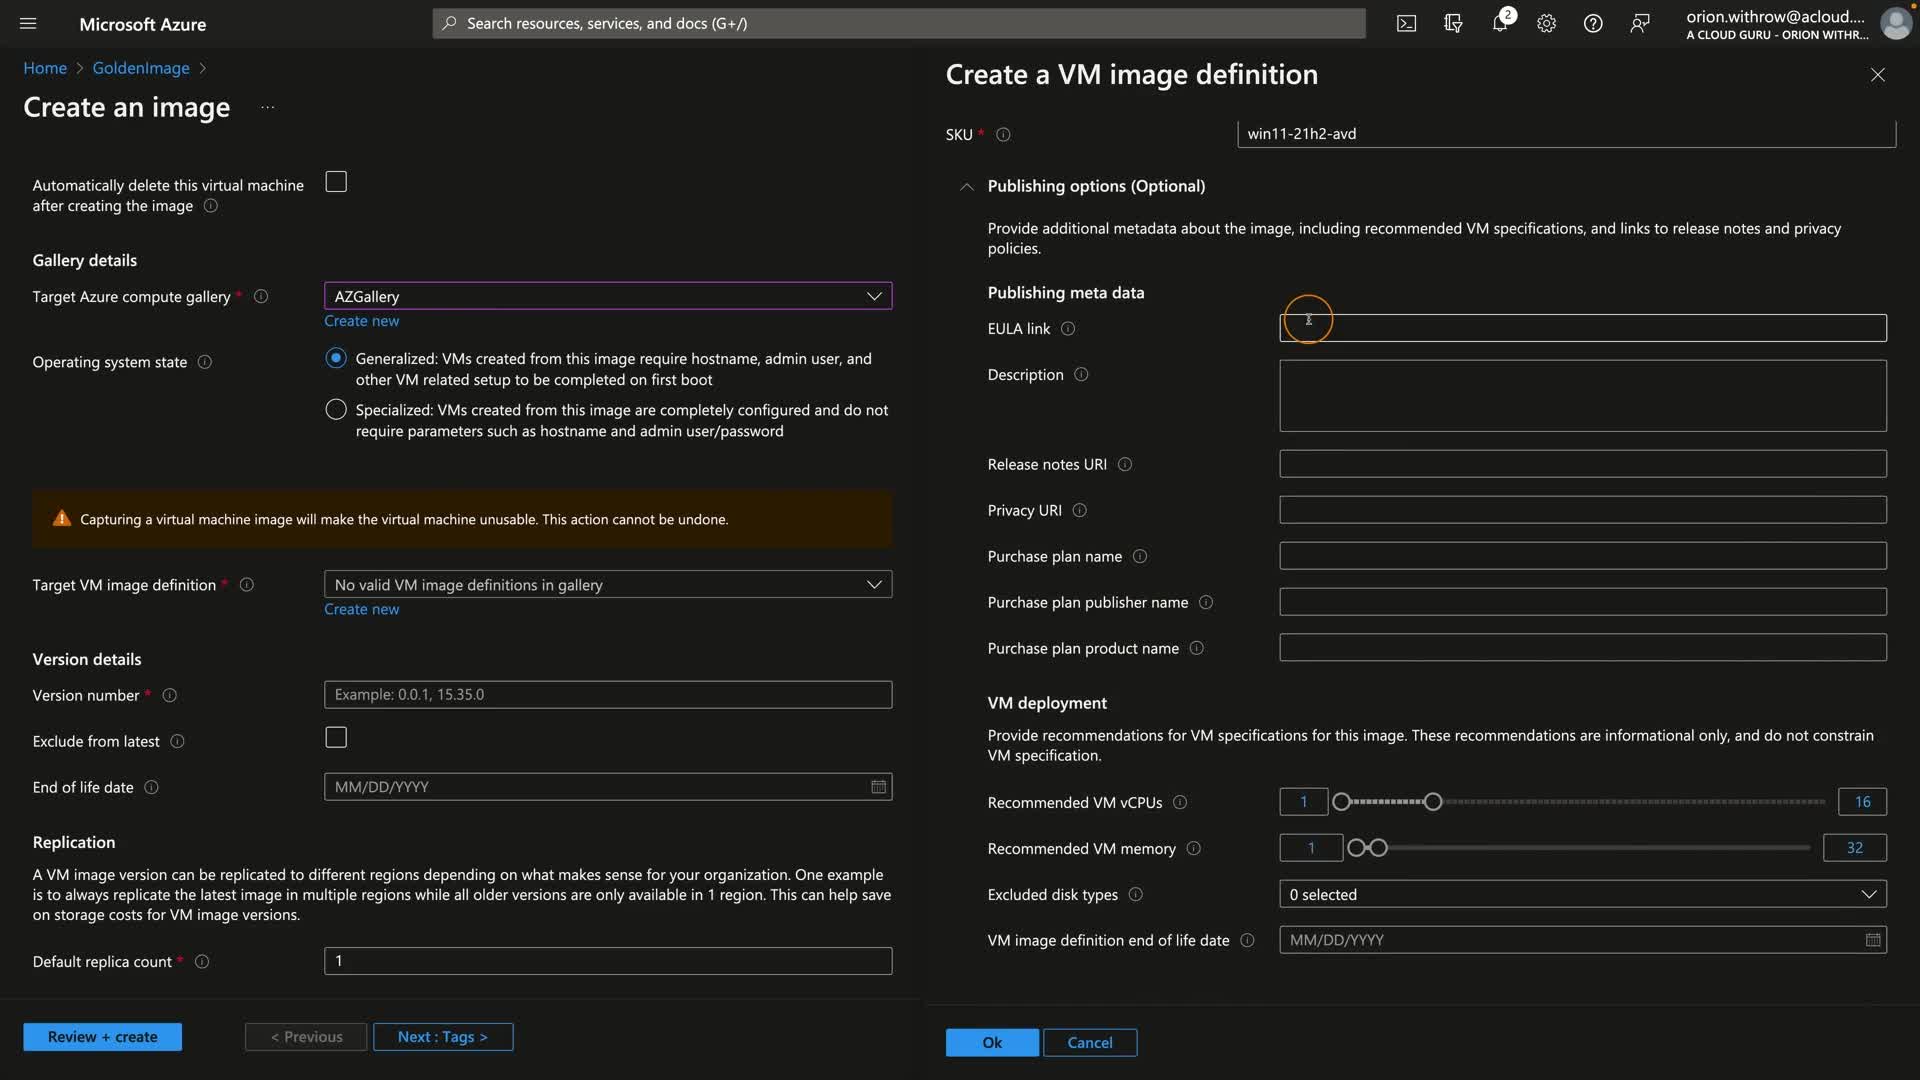 Microsoft Azure
Search resources, services, and docs (G+/)
2
orion.withrow@acloud....
A CLOUD GURU - ORION WITHR...
Home > GoldenImage >
Create an image ...
Automatically delete this virtual machine
after creating the image
Gallery details
Target Azure compute gallery *
AZGallery
Create new
Operating system state
Generalized: VMs created from this image require hostname, admin user, and
other VM related setup to be completed on first boot
Specialized: VMs created from this image are completely configured and do not
require parameters such as hostname and admin user/password
Capturing a virtual machine image will make the virtual machine unusable. This action cannot be undone.
Target VM image definition *
No valid VM image definitions in gallery
Create new
Version details
Version number *
Example: 0.0.1, 15.35.0
Exclude from latest
End of life date
MM/DD/YYYY
Replication
A VM image version can be replicated to different regions depending on what makes sense for your organization. One example
is to always replicate the latest image in multiple regions while all older versions are only available in 1 region. This can help save
on storage costs for VM image versions.
Default replica count *
1
Review + create
< Previous
Next : Tags >
Create a VM image definition
SKU *
win11-21h2-avd
Publishing options (Optional)
Provide additional metadata about the image, including recommended VM specifications, and links to release notes and privacy
policies.
Publishing meta data
EULA link
Description
Release notes URI
Privacy URI
Purchase plan name
Purchase plan publisher name
Purchase plan product name
VM deployment
Provide recommendations for VM specifications for this image. These recommendations are informational only, and do not constrain
VM specification.
Recommended VM vCPUs
1
16
Recommended VM memory
1
32
Excluded disk types
0 selected
VM image definition end of life date
MM/DD/YYYY
Ok
Cancel